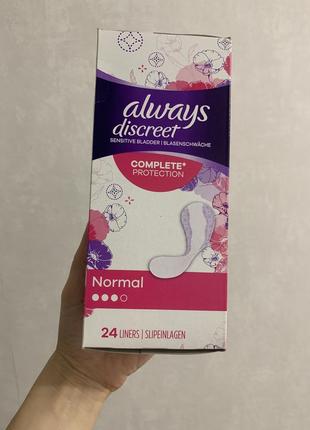 always
discreet
SENSITIVE BLADDER | BLASENSCHWÄCHE
COMPLETE*
PROTECTION
Normal
24 LINERS | SLIPEINLAGEN